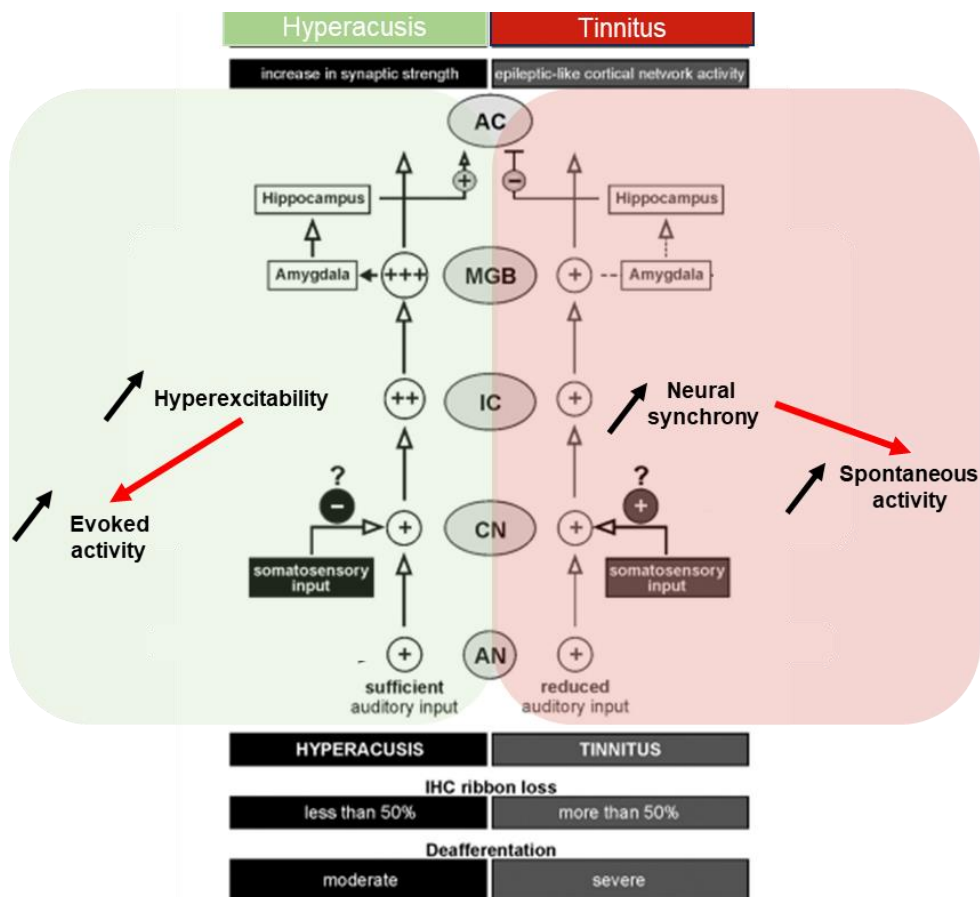 Hyperacusis Tinnitus
increase in synaptic strength epileptic-like cortical network activity
AC
+ −
Hippocampus Hippocampus
Amygdala +++ MGB + Amygdala
Hyperexcitability ++ IC + Neural
synchrony
? ?
− +
Evoked
activity
Spontaneous
activity
+ CN +
somatosensory
input
somatosensory
input
+ AN +
sufficient
auditory input
reduced
auditory input
HYPERACUSIS TINNITUS
IHC ribbon loss
less than 50% more than 50%
Deafferentation
moderate severe